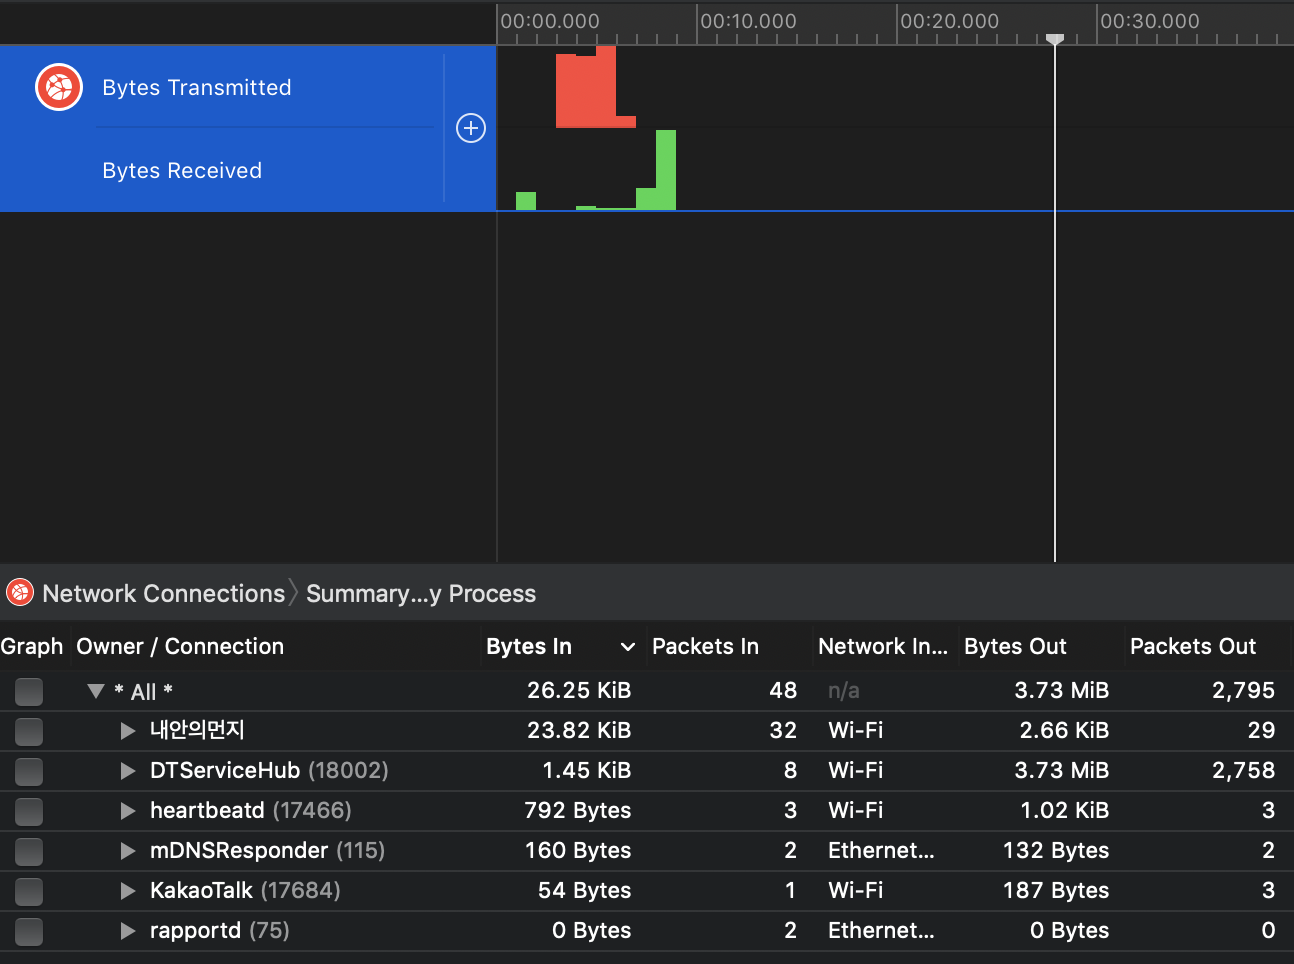 00:00.000 00:10.000 00:20.000 00:30.000
Bytes Transmitted
Bytes Received
Network Connections Summary...y Process
Graph Owner / Connection Bytes In Packets In Network In... Bytes Out Packets Out
* All * 26.25 KiB 48 n/a 3.73 MiB 2,795
내안의먼지 23.82 KiB 32 Wi-Fi 2.66 KiB 29
DTServiceHub (18002) 1.45 KiB 8 Wi-Fi 3.73 MiB 2,758
heartbeatd (17466) 792 Bytes 3 Wi-Fi 1.02 KiB 3
mDNSResponder (115) 160 Bytes 2 Ethernet... 132 Bytes 2
KakaoTalk (17684) 54 Bytes 1 Wi-Fi 187 Bytes 3
rapportd (75) 0 Bytes 2 Ethernet... 0 Bytes 0